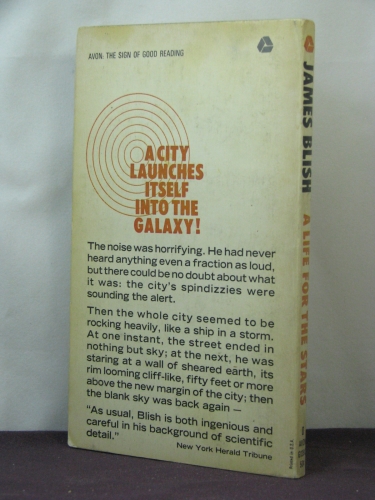 AVON: THE SIGN OF GOOD READING
A CITY
LAUNCHES
ITSELF
INTO THE
GALAXY!
The noise was horrifying. He had never
heard anything even a fraction as loud,
but there could be no doubt about what
it was: the city's spindizzies were
sounding the alert.
Then the whole city seemed to be
rocking heavily, like a ship in a storm.
At one instant, the street ended in
nothing but sky; at the next, he was
staring at a wall of sheared earth, its
rim looming cliff-like, fifty feet or more
above the new margin of the city; then
the blank sky was back again —
"As usual, Blish is both ingenious and
careful in his background of scientific
detail."
New York Herald Tribune
JAMES BLISH
A LIFE FOR THE STARS
Printed in U.S.A.